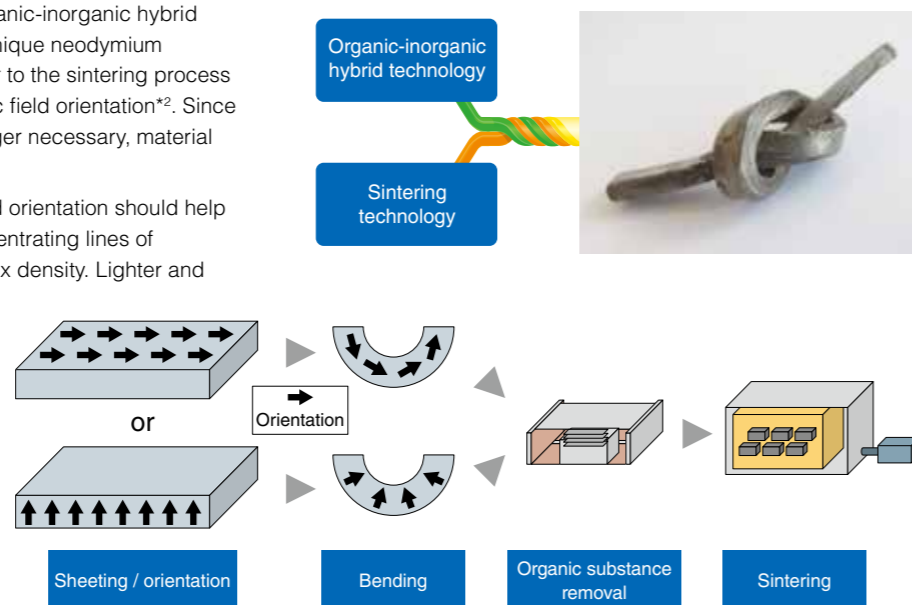 anic-inorganic hybrid
nique neodymium
to the sintering process
c field orientation*2. Since
ger necessary, material
d orientation should help
entrating lines of
x density. Lighter and
Organic-inorganic
hybrid technology
Sintering
technology
or
Orientation
Sheeting / orientation
Bending
Organic substance
removal
Sintering